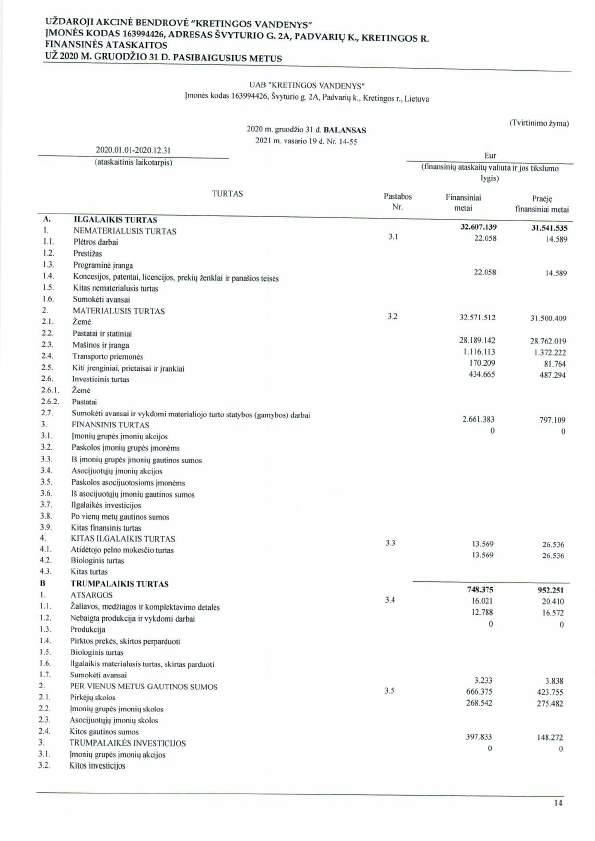 UŽDAROJI AKCINĖ BENDROVĖ "KRETINGOS VANDENYS"
ĮMONĖS KODAS 163994426, ADRESAS ŠVYTURIO G. 2A, PADVARIŲ K., KRETINGOS R.
FINANSINĖS ATASKAITOS
UŽ 2020 M. GRUODŽIO 31 D. PASIBAIGUSIUS METUS
UAB "KRETINGOS VANDENYS"
Įmonės kodas 163994426, Švyturio g. 2A, Padvarių k., Kretingos r., Lietuva
(Tvirtinimo žyma)
2020 m. gruodžio 31 d. BALANSAS
2021 m. vasario 19 d. Nr. 14-55
2020.01.01-2020.12.31 Eur
(ataskaitinis laikotarpis) (finansinių ataskaitų valiuta ir jos tikslumo
lygis)
TURTAS Pastabos Finansiniai Praėję
Nr. metai finansiniai metai
A. ILGALAIKIS TURTAS 32.607.139 31.541.535
1. NEMATERIALUSIS TURTAS 3.1 22.058 14.589
1.1. Plėtros darbai
1.2. Prestižas
1.3. Programinė įranga
1.4. Koncesijos, patentai, licencijos, prekių ženklai ir panašios teisės 22.058 14.589
1.5. Kitas nematerialusis turtas
1.6. Sumokėti avansai
2. MATERIALUSIS TURTAS 3.2 32.571.512 31.500.409
2.1. Žemė
2.2. Pastatai ir statiniai 28.189.142 28.762.019
2.3. Mašinos ir įranga 1.116.113 1.372.222
2.4. Transporto priemonės 170.209 81.764
2.5. Kiti įrenginiai, prietaisai ir įrankiai 434.665 487.294
2.6. Investicinis turtas
2.6.1. Žemė
2.6.2. Pastatai
2.7. Sumokėti avansai ir vykdomi materialiojo turto statybos (gamybos) darbai 2.661.383 797.109
3. FINANSINIS TURTAS 0 0
3.1. Įmonių grupės įmonių akcijos
3.2. Paskolos įmonių grupės įmonėms
3.3. Iš įmonių grupės įmonių gautinos sumos
3.4. Asocijuotųjų įmonių akcijos
3.5. Paskolos asocijuotosioms įmonėms
3.6. Iš asocijuotųjų įmonių gautinos sumos
3.7. Ilgalaikės investicijos
3.8. Po vienų metų gautinos sumos
3.9. Kitas finansinis turtas
4. KITAS ILGALAIKIS TURTAS 3.3 13.569 26.536
4.1. Atidėtojo pelno mokesčio turtas 13.569 26.536
4.2. Biologinis turtas
4.3. Kitas turtas
B TRUMPALAIKIS TURTAS 748.375 952.251
1. ATSARGOS 3.4 16.021 20.410
1.1. Žaliavos, medžiagos ir komplektavimo detalės 12.788 16.572
1.2. Nebaigta produkcija ir vykdomi darbai 0 0
1.3. Produkcija
1.4. Pirktos prekės, skirtos perparduoti
1.5. Biologinis turtas
1.6. Ilgalaikis materialusis turtas, skirtas parduoti
1.7. Sumokėti avansai 3.233 3.838
2. PER VIENUS METUS GAUTINOS SUMOS 3.5 666.375 423.755
2.1. Pirkėjų skolos 268.542 275.482
2.2. Įmonių grupės įmonių skolos
2.3. Asocijuotųjų įmonių skolos
2.4. Kitos gautinos sumos 397.833 148.272
3. TRUMPALAIKĖS INVESTICIJOS 0 0
3.1. Įmonių grupės įmonių akcijos
3.2. Kitos investicijos
14